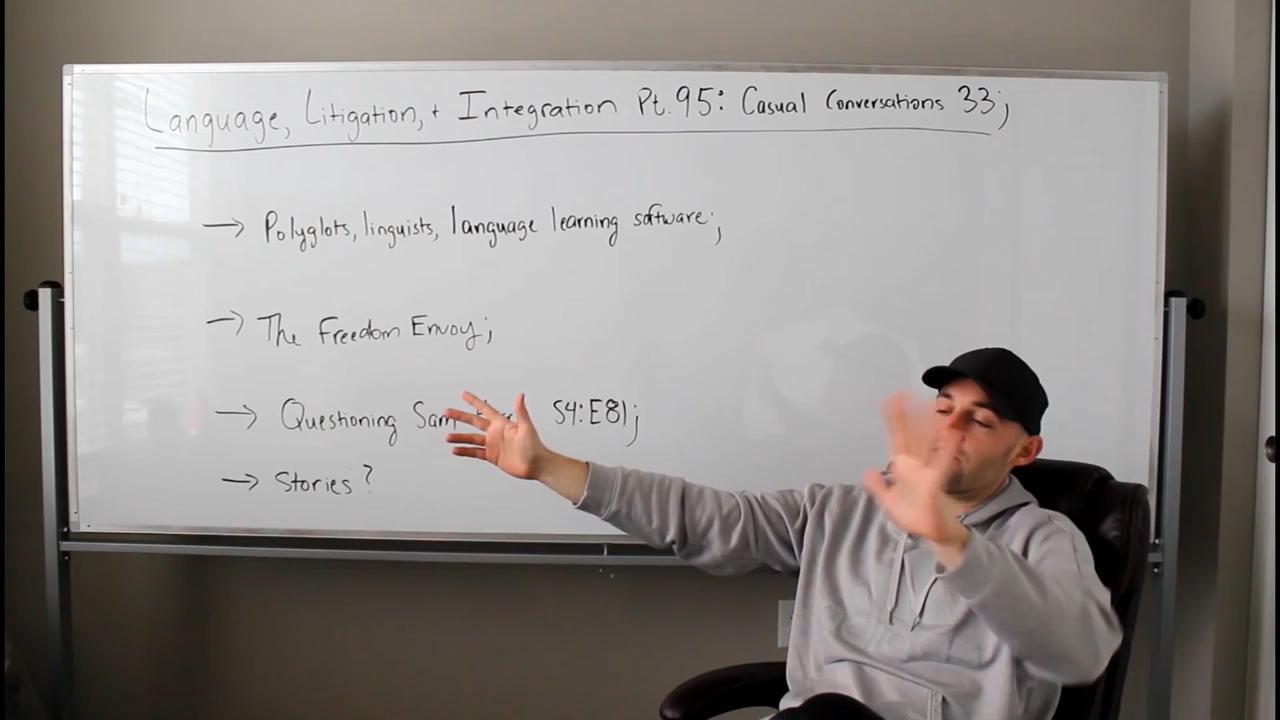 Language, Litigation, + Integration Pt. 95: Casual Conversations 33;
→ Polyglots, linguists, language learning software;
→ The Freedom Envoy;
→ Questioning Sam S4:E81;
→ Stories?